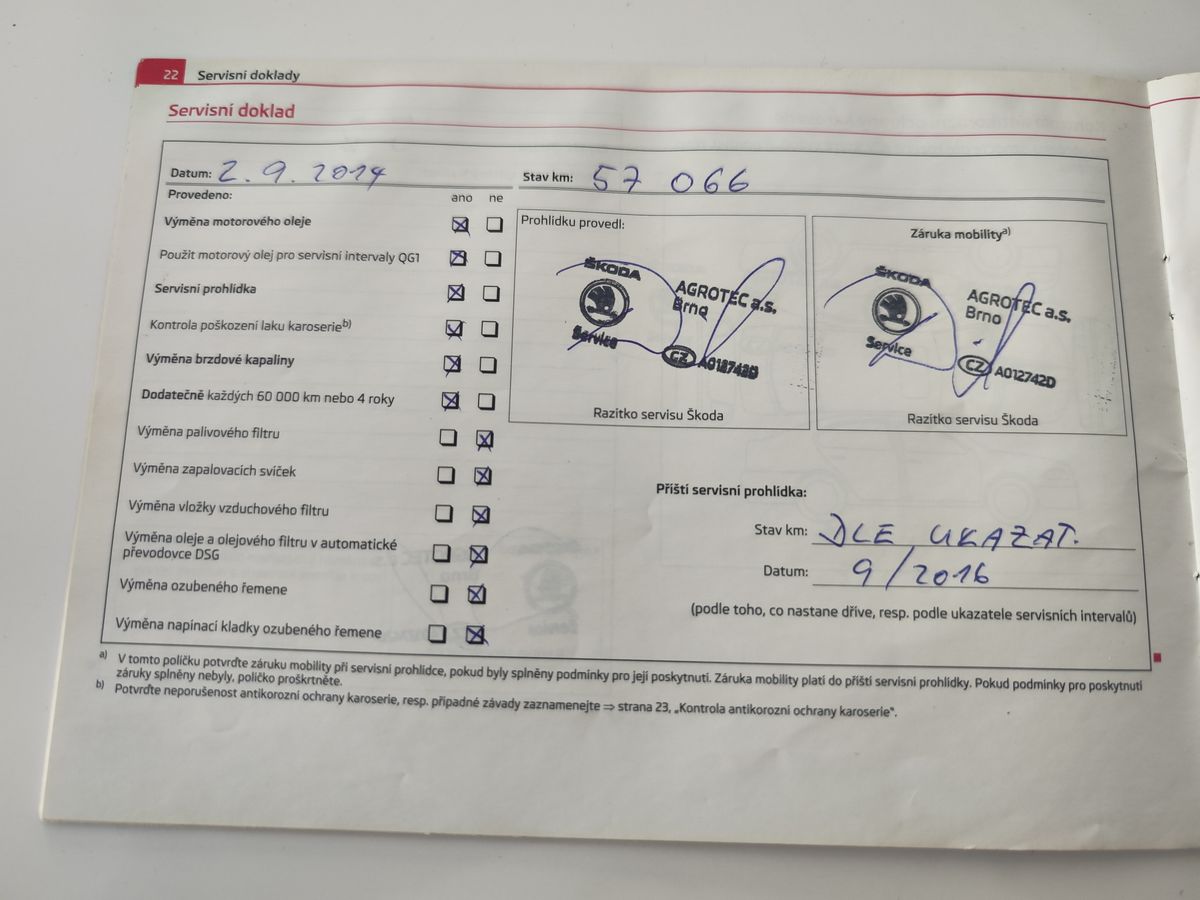 22 Servisní doklady
Servisní doklad
Datum: 2.9.2014 Stav km: 57 066
Provedeno: ano ne
Výměna motorového oleje
Použit motorový olej pro servisní intervaly QG1
Servisní prohlídka
Kontrola poškození laku karoserie b)
Výměna brzdové kapaliny
Dodatečně každých 60 000 km nebo 4 roky
Výměna palivového filtru
Výměna zapalovacích svíček
Výměna vložky vzduchového filtru
Výměna oleje a olejového filtru v automatické
převodovce DSG
Výměna ozubeného řemene
Výměna napínací kladky ozubeného řemene
Prohlídku provedl:
ŠKODA
Service
AGROTEC a.s.
Brno
CZ A012742D
Razítko servisu Škoda
Záruka mobility a)
ŠKODA
Service
AGROTEC a.s.
Brno
CZ A012742D
Razítko servisu Škoda
Příští servisní prohlídka:
Stav km: DLE UKAZAT.
Datum: 9/2016
(podle toho, co nastane dříve, resp. podle ukazatele servisních intervalů)
a) V tomto políčku potvrďte záruku mobility při servisní prohlídce, pokud byly splněny podmínky pro její poskytnutí. Záruka mobility platí do příští servisní prohlídky. Pokud podmínky pro poskytnutí
záruky splněny nebyly, políčko proškrtněte.
b) Potvrďte neporušenost antikorozní ochrany karoserie, resp. případné závady zaznamenejte ⇒ strana 23, „Kontrola antikorozní ochrany karoserie".